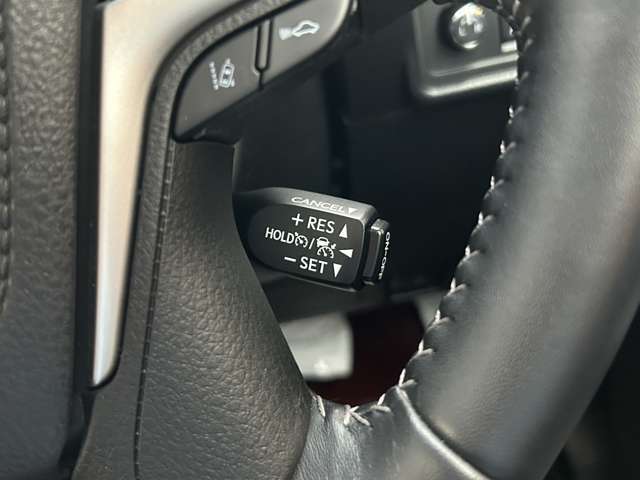 CANCEL▼
+RES▲
HOLD / ◀
−SET▼
ON÷OFF